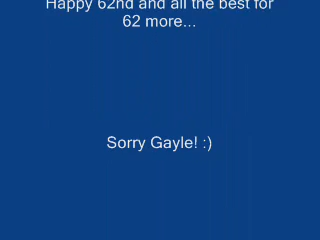 Happy 62nd and all the best for
62 more...
Sorry Gayle! :)